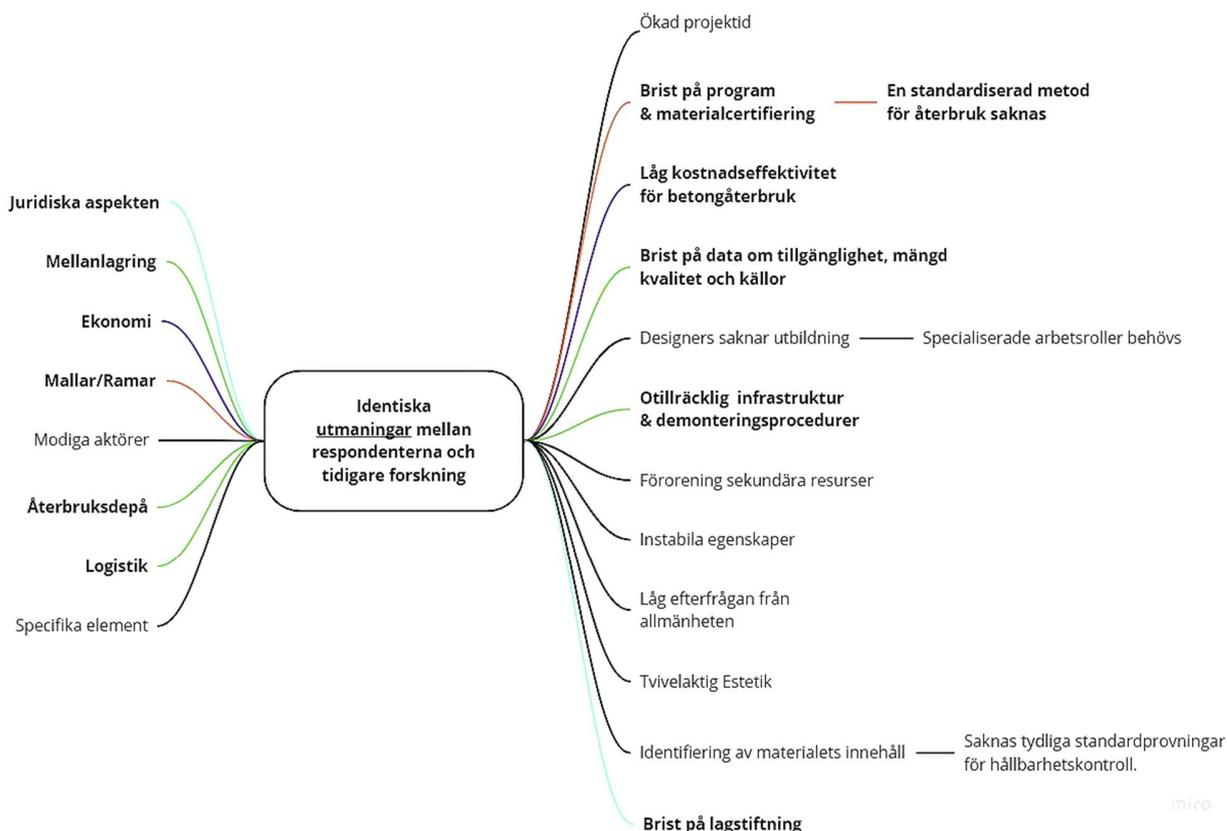 Juridiska aspekten
Mellanlagring
Ekonomi
Mallar/Ramar
Modiga aktörer
Återbruksdepå
Logistik
Specifika element
Identiska
utmaningar mellan
respondenterna och
tidigare forskning
Ökad projektid
Brist på program
& materialcertifiering
En standardiserad metod
för återbruk saknas
Låg kostnadseffektivitet
för betongåterbruk
Brist på data om tillgänglighet, mängd
kvalitet och källor
Designers saknar utbildning
Specialiserade arbetsroller behövs
Otillräcklig infrastruktur
& demonteringsprocedurer
Förorening sekundära resurser
Instabila egenskaper
Låg efterfrågan från
allmänheten
Tvivelaktig Estetik
Identifiering av materialets innehåll
Saknas tydliga standardprovningar
för hållbarhetskontroll.
Brist på lagstiftning
miro